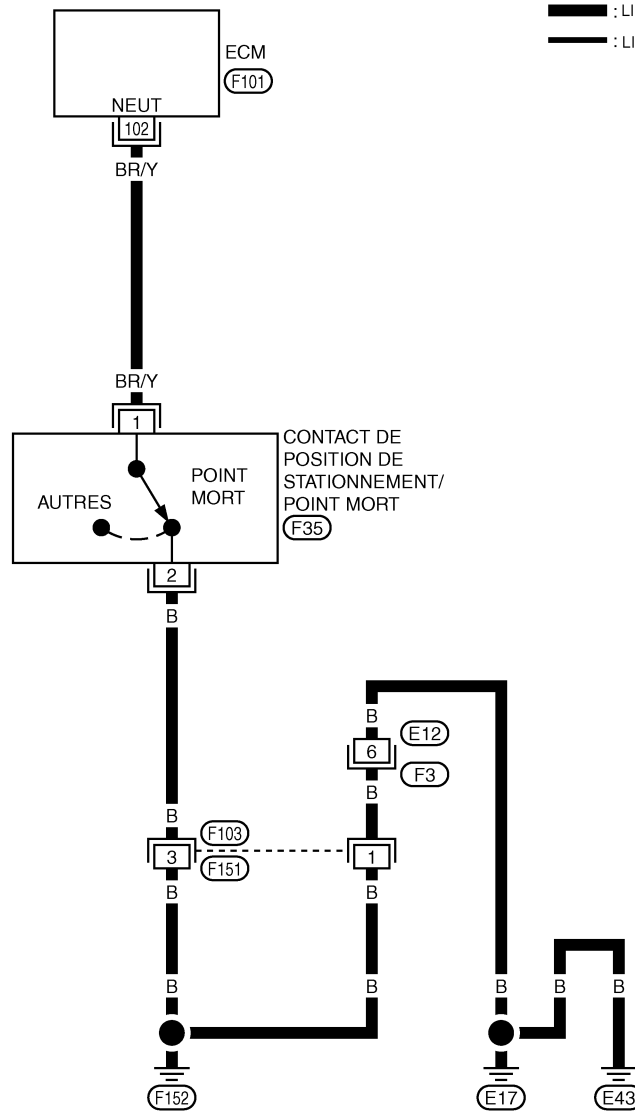 : LI
: LI
ECM
F101
NEUT
102
BR/Y
BR/Y
1
CONTACT DE
POSITION DE
STATIONNEMENT/
POINT MORT
F35
POINT
MORT
AUTRES
2
B
B
E12
6
F3
B
B
F103
3
1
F151
B
B
B
B
B
B
B
F152
E17
E43